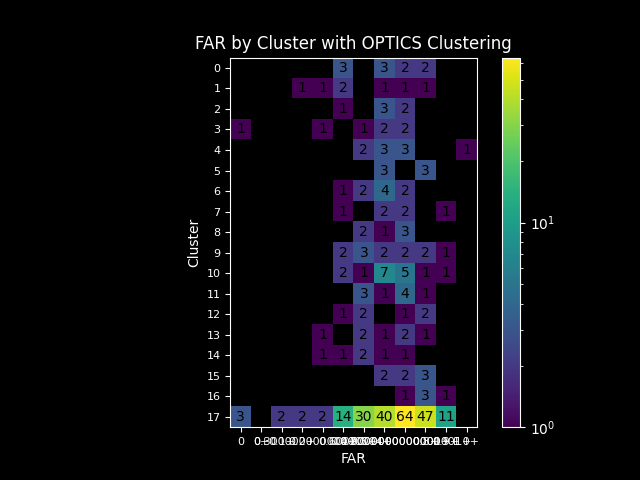 FAR by Cluster with OPTICS Clustering
0 3 3 2 2
1 1 1 2 1 1 1
2 1 3 2
3 1 1 1 2 2
4 2 3 3 1
5 3 3
6 1 2 4 2
7 1 2 2 1
8 2 1 3
9 2 3 2 2 2 1
10 2 1 7 5 1 1
11 3 1 4 1
12 1 2 1 2
13 1 2 1 2 1
14 1 1 2 1 1
15 2 2 3
16 1 3 1
17 3 2 2 2 14 30 40 64 47 11
Cluster
0
FAR
10¹
10⁰